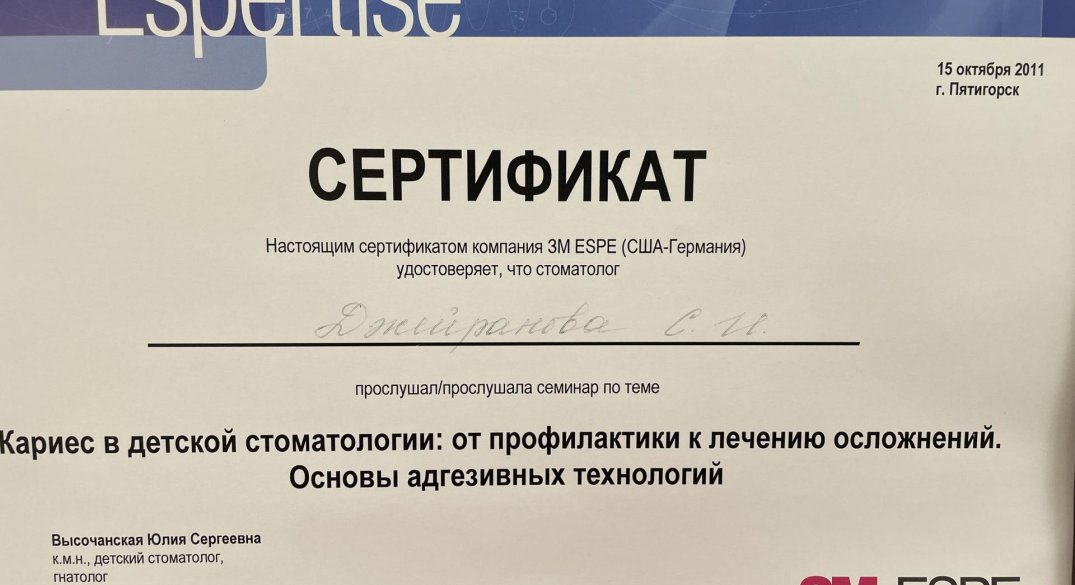 Espertise
15 октября 2011
г. Пятигорск
СЕРТИФИКАТ
Настоящим сертификатом компания 3M ESPE (США-Германия)
удостоверяет, что стоматолог
Джейранова С. И.
прослушал/прослушала семинар по теме
Кариес в детской стоматологии: от профилактики к лечению осложнений.
Основы адгезивных технологий
Высочанская Юлия Сергеевна
к.м.н., детский стоматолог,
гнатолог
3M ESPE